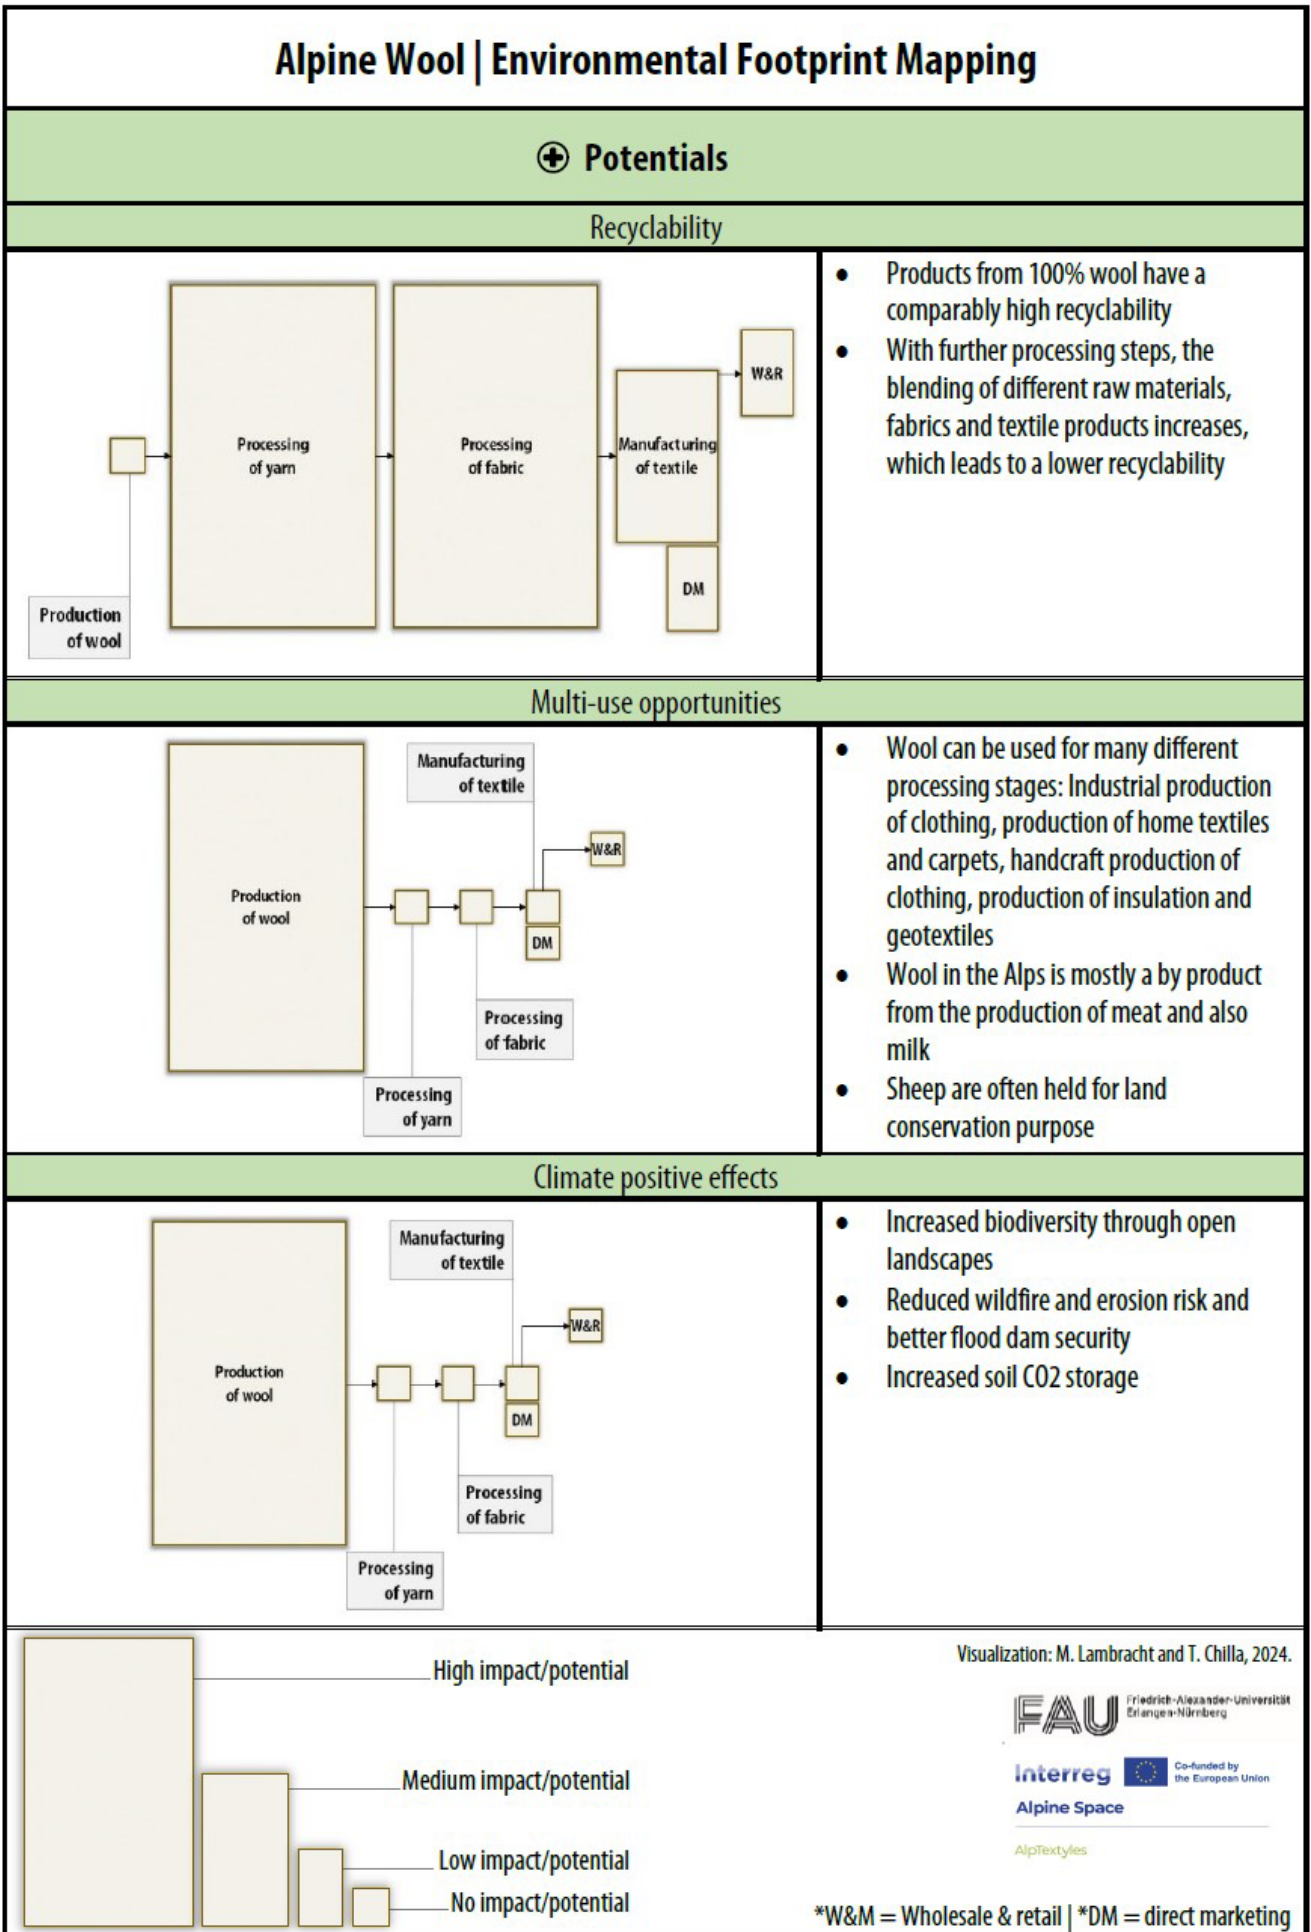 Alpine Wool | Environmental Footprint Mapping
Potentials
Recyclability
Processing
of yarn
Processing
of fabric
Manufacturing
of textile
W&R
DM
Production
of wool
● Products from 100% wool have a
comparably high recyclability
● With further processing steps, the
blending of different raw materials,
fabrics and textile products increases,
which leads to a lower recyclability
Multi-use opportunities
Manufacturing
of textile
W&R
Production
of wool
DM
Processing
of fabric
Processing
of yarn
● Wool can be used for many different
processing stages: Industrial production
of clothing, production of home textiles
and carpets, handcraft production of
clothing, production of insulation and
geotextiles
● Wool in the Alps is mostly a by product
from the production of meat and also
milk
● Sheep are often held for land
conservation purpose
Climate positive effects
Manufacturing
of textile
W&R
Production
of wool
DM
Processing
of fabric
Processing
of yarn
● Increased biodiversity through open
landscapes
● Reduced wildfire and erosion risk and
better flood dam security
● Increased soil CO2 storage
High impact/potential
Medium impact/potential
Low impact/potential
No impact/potential
Visualization: M. Lambracht and T. Chilla, 2024.
FAU
Friedrich-Alexander-Universität
Erlangen-Nürnberg
Interreg
Co-funded by
the European Union
Alpine Space
AlpTextyles
*W&M = Wholesale & retail | *DM = direct marketing